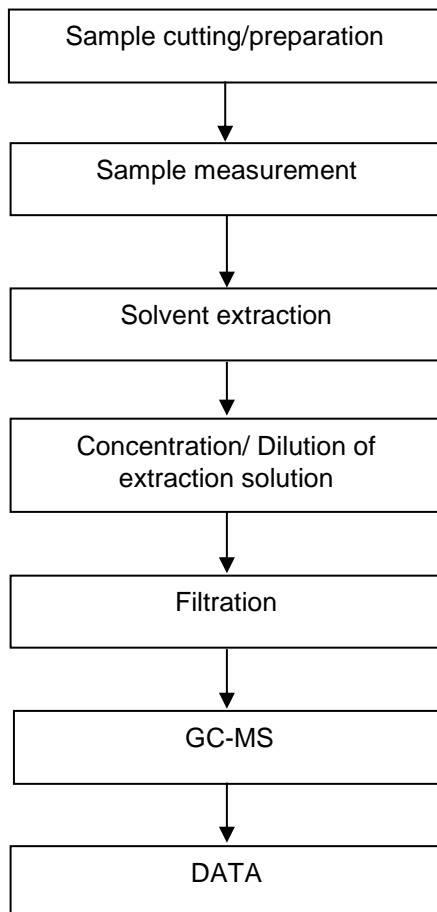 Sample cutting/preparation
Sample measurement
Solvent extraction
Concentration/ Dilution of
extraction solution
Filtration
GC-MS
DATA